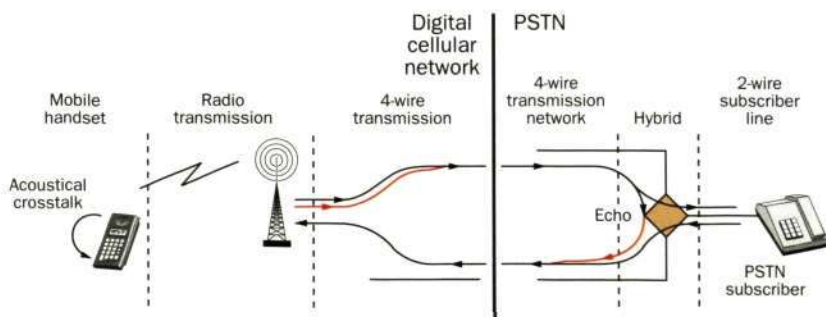 Digital
cellular
network
PSTN
Mobile
handset
Radio
transmission
4-wire
transmission
4-wire
transmission
network
Hybrid
2-wire
subscriber
line
Acoustical
crosstalk
Echo
PSTN
subscriber